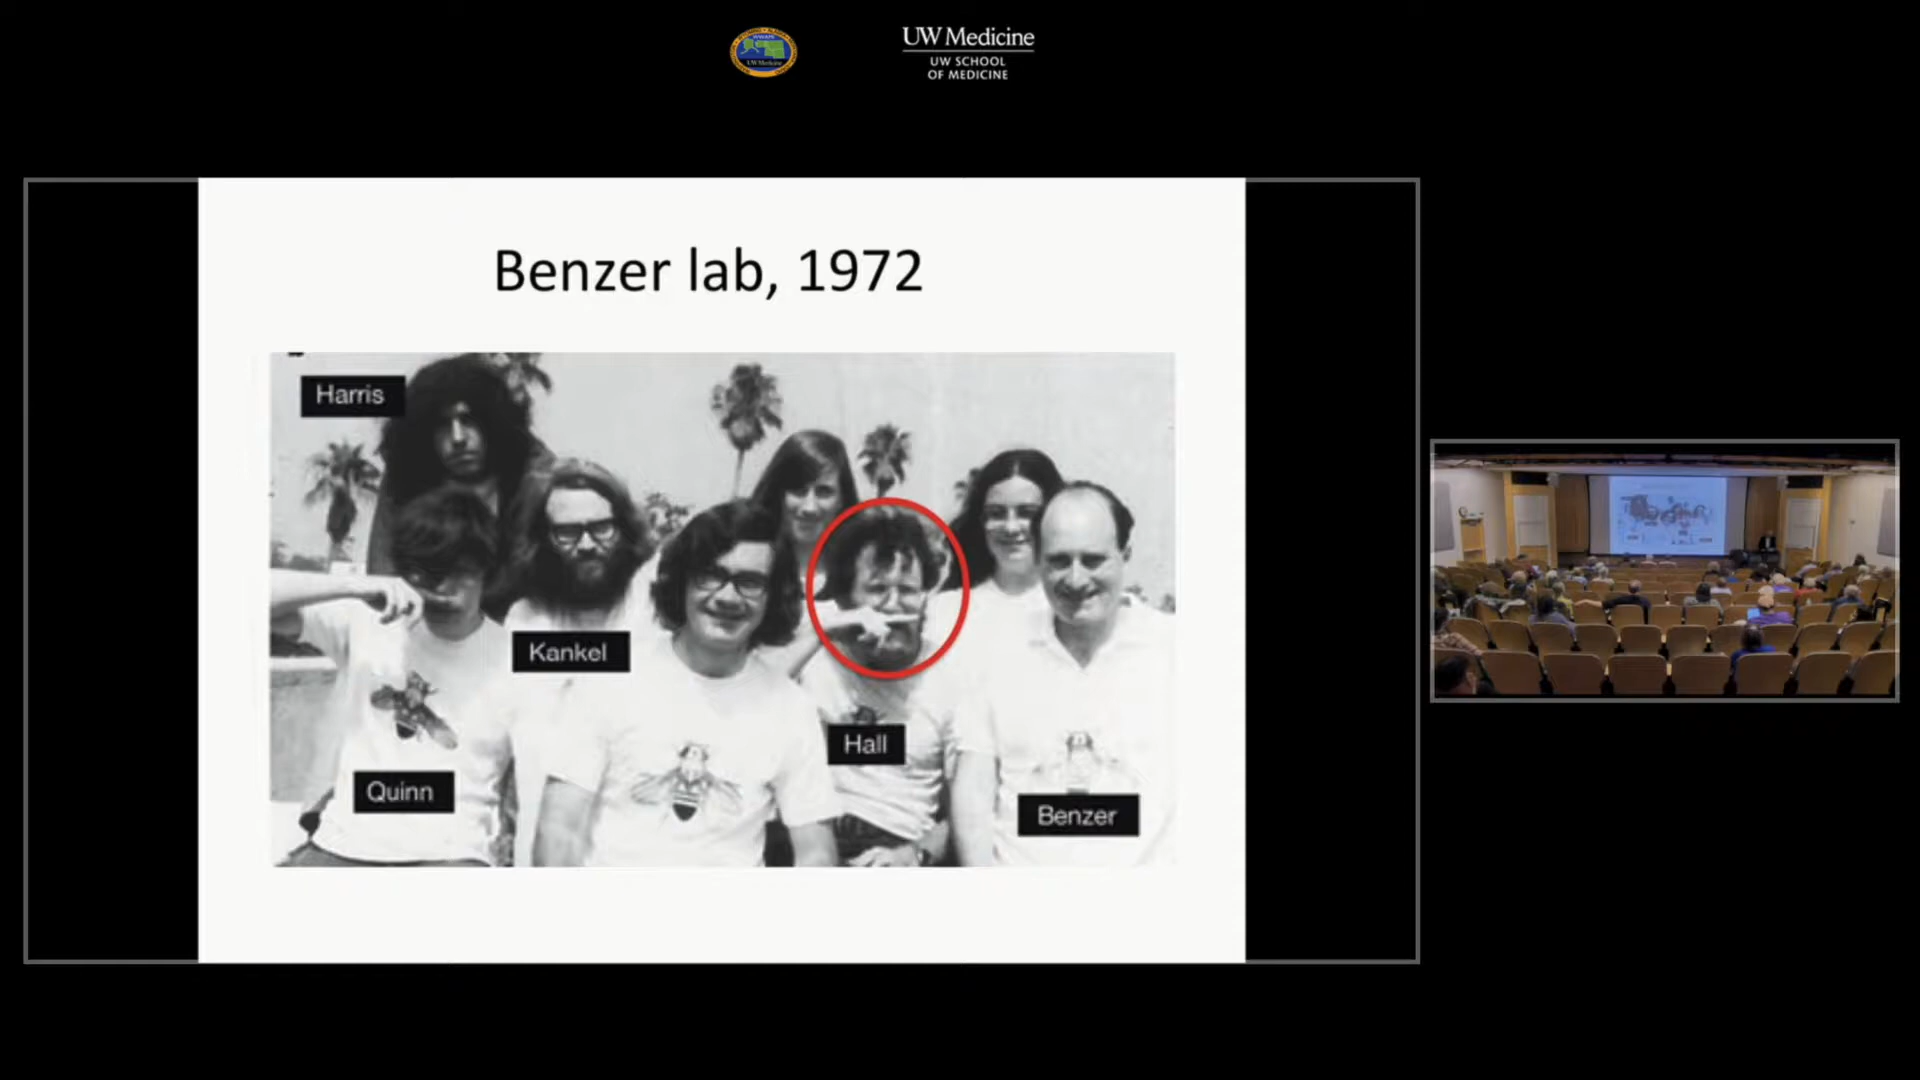 UW Medicine
UW SCHOOL
OF MEDICINE
Benzer lab, 1972
Harris
Kankel
Hall
Quinn
Benzer